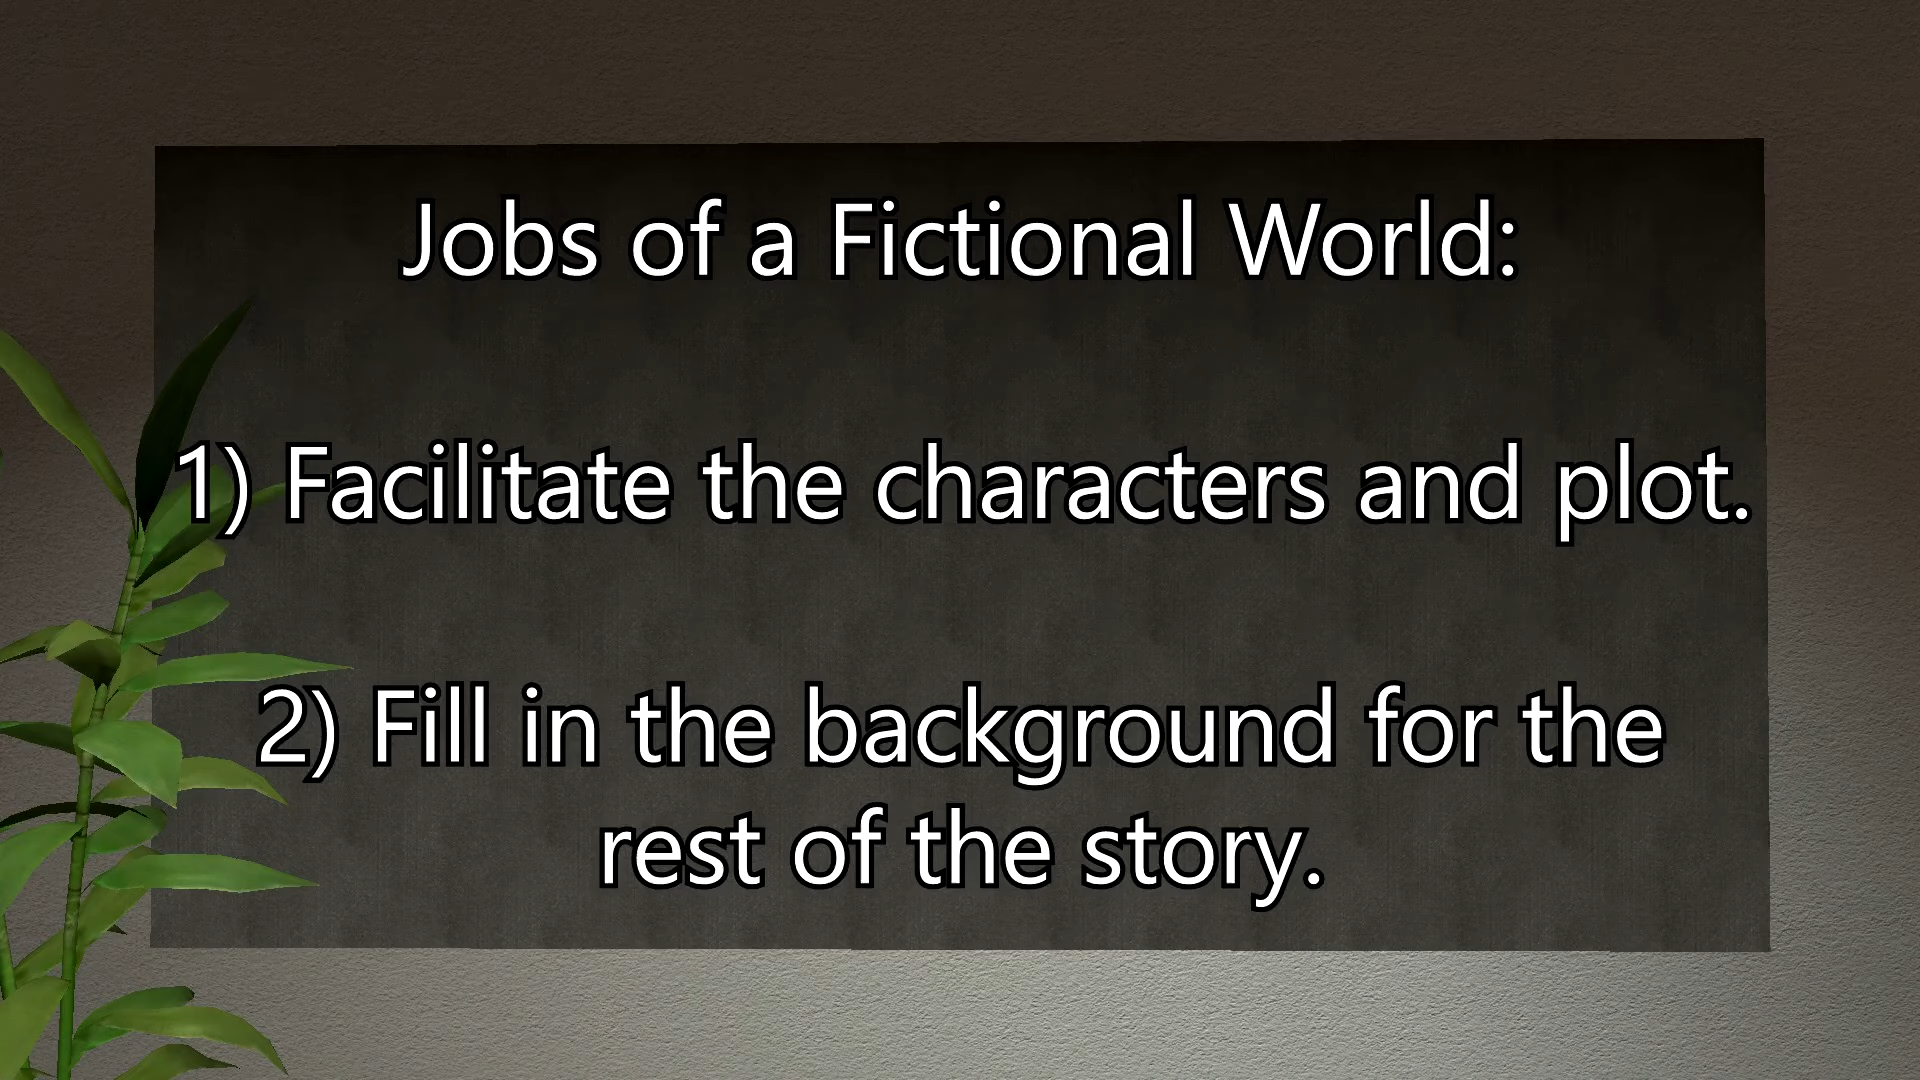 Jobs of a Fictional World:
1) Facilitate the characters and plot.
2) Fill in the background for the
rest of the story.